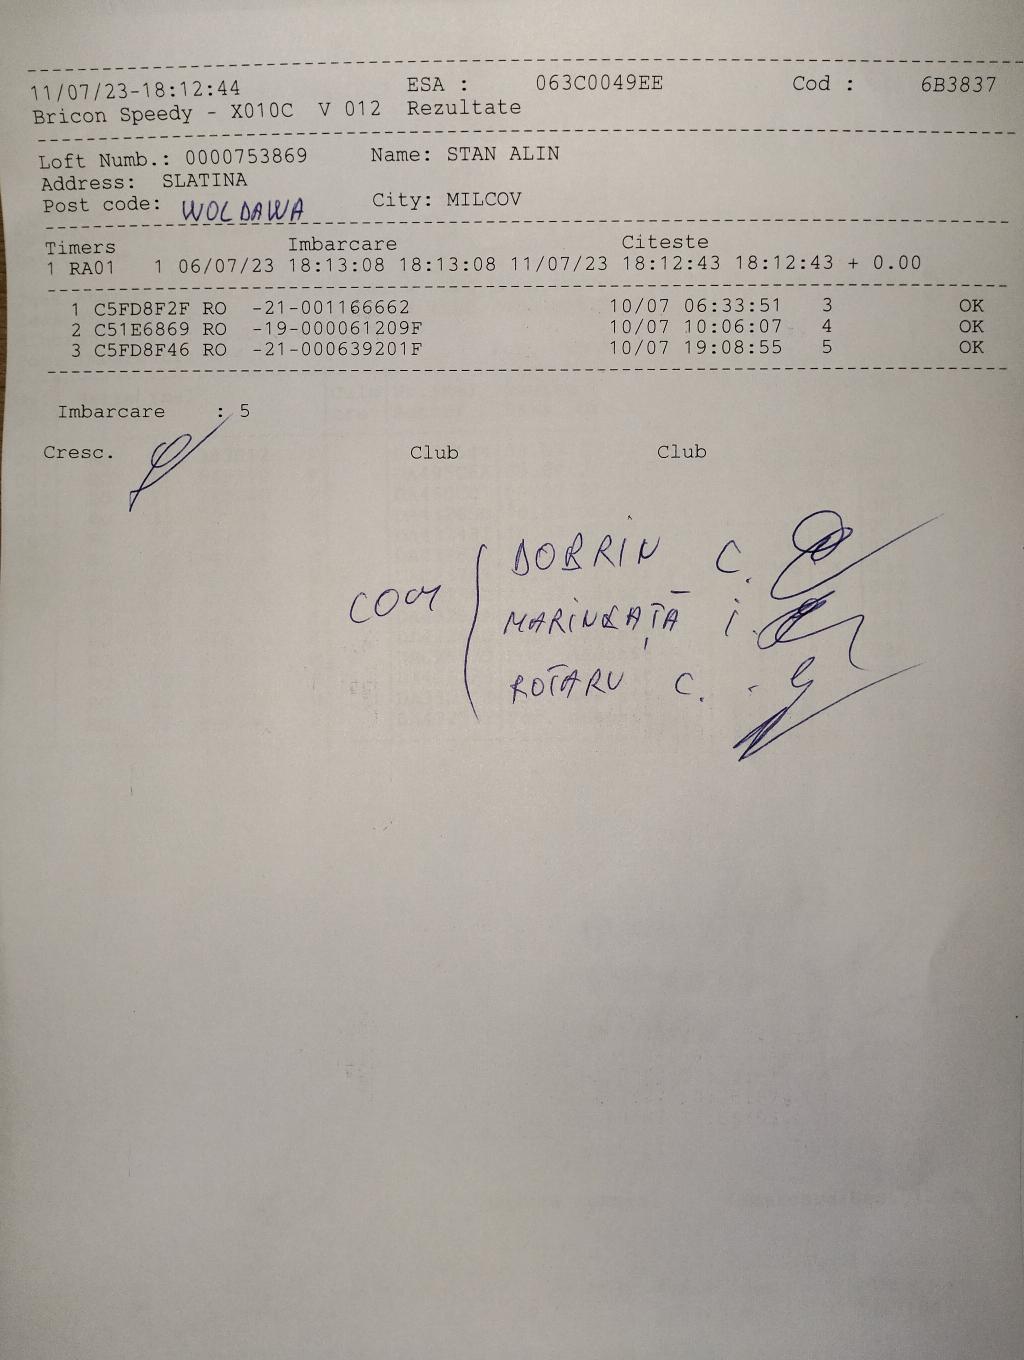 11/07/23-18:12:44 ESA : 063C0049EE Cod : 6B3837
Bricon Speedy - X010C V 012 Rezultate
Loft Numb.: 0000753869 Name: STAN ALIN
Address: SLATINA
Post code: WOLDAWA City: MILCOV
Timers Imbarcare Citeste
1 RA01 1 06/07/23 18:13:08 18:13:08 11/07/23 18:12:43 18:12:43 + 0.00
1 C5FD8F2F RO -21-001166662 10/07 06:33:51 3 OK
2 C51E6869 RO -19-000061209F 10/07 10:06:07 4 OK
3 C5FD8F46 RO -21-000639201F 10/07 19:08:55 5 OK
Imbarcare : 5
Cresc. Club Club
DOBRIN C.
COM i.
ROTARU C.